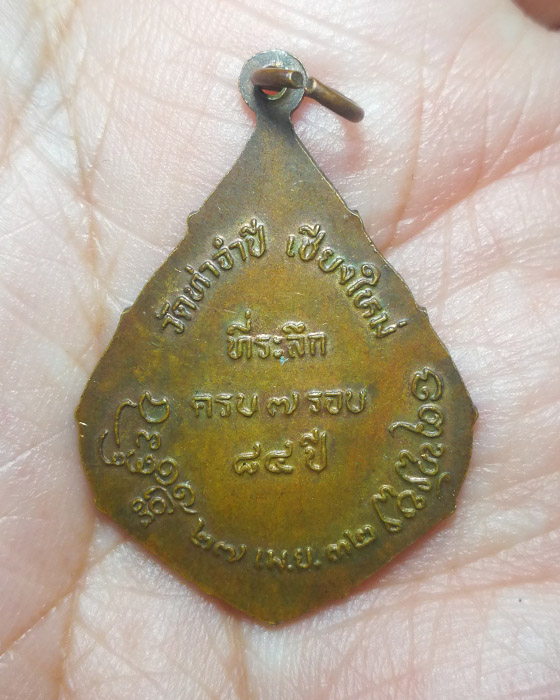 วัดท่าจำปี เชียงใหม่
ที่ระลึก
ครบ ๗ รอบ
๘๔ ปี
๒๗ เม.ย. ๓๒